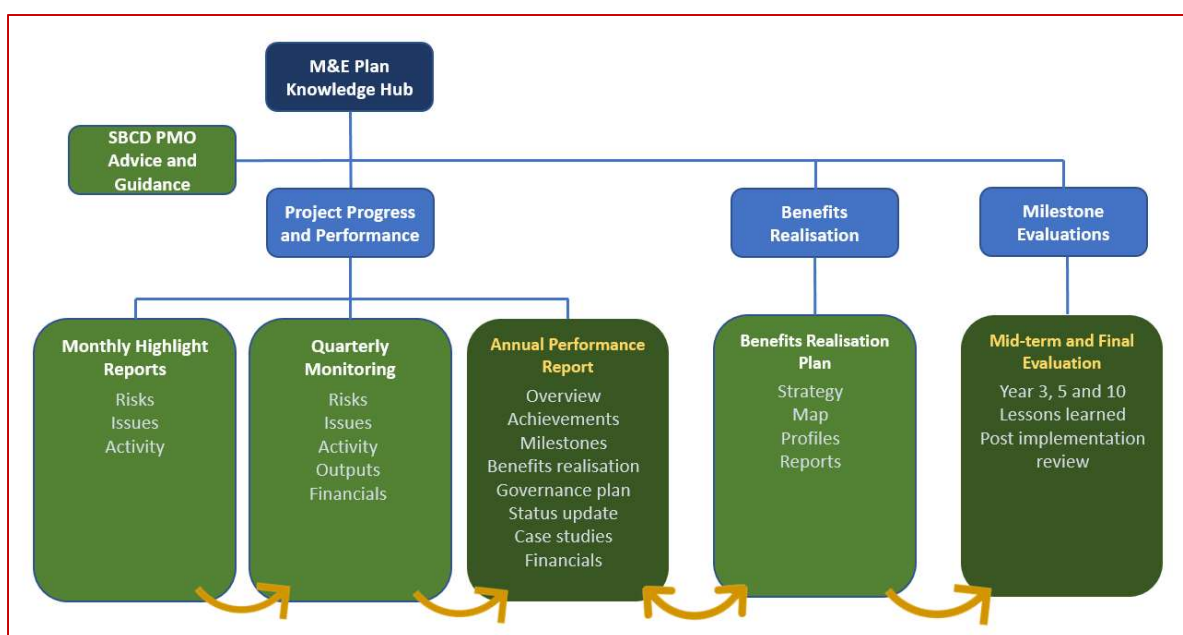 M&E Plan
Knowledge Hub
SBCD PMO
Advice and
Guidance
Project Progress
and Performance
Benefits
Realisation
Milestone
Evaluations
Monthly Highlight
Reports
Risks
Issues
Activity
Quarterly
Monitoring
Risks
Issues
Activity
Outputs
Financials
Annual Performance
Report
Overview
Achievements
Milestones
Benefits realisation
Governance plan
Status update
Case studies
Financials
Benefits Realisation
Plan
Strategy
Map
Profiles
Reports
Mid-term and Final
Evaluation
Year 3, 5 and 10
Lessons learned
Post implementation
review